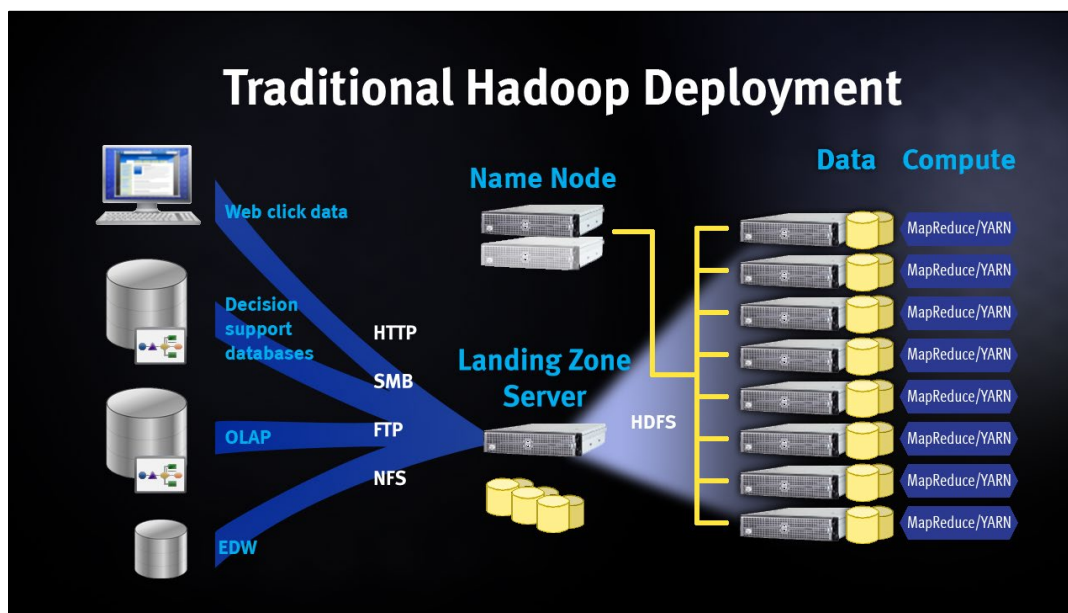 Traditional Hadoop Deployment
Web click data
Decision
support
databases
OLAP
EDW
HTTP
SMB
FTP
NFS
Name Node
Landing Zone
Server
HDFS
Data
Compute
MapReduce/YARN
MapReduce/YARN
MapReduce/YARN
MapReduce/YARN
MapReduce/YARN
MapReduce/YARN
MapReduce/YARN
MapReduce/YARN